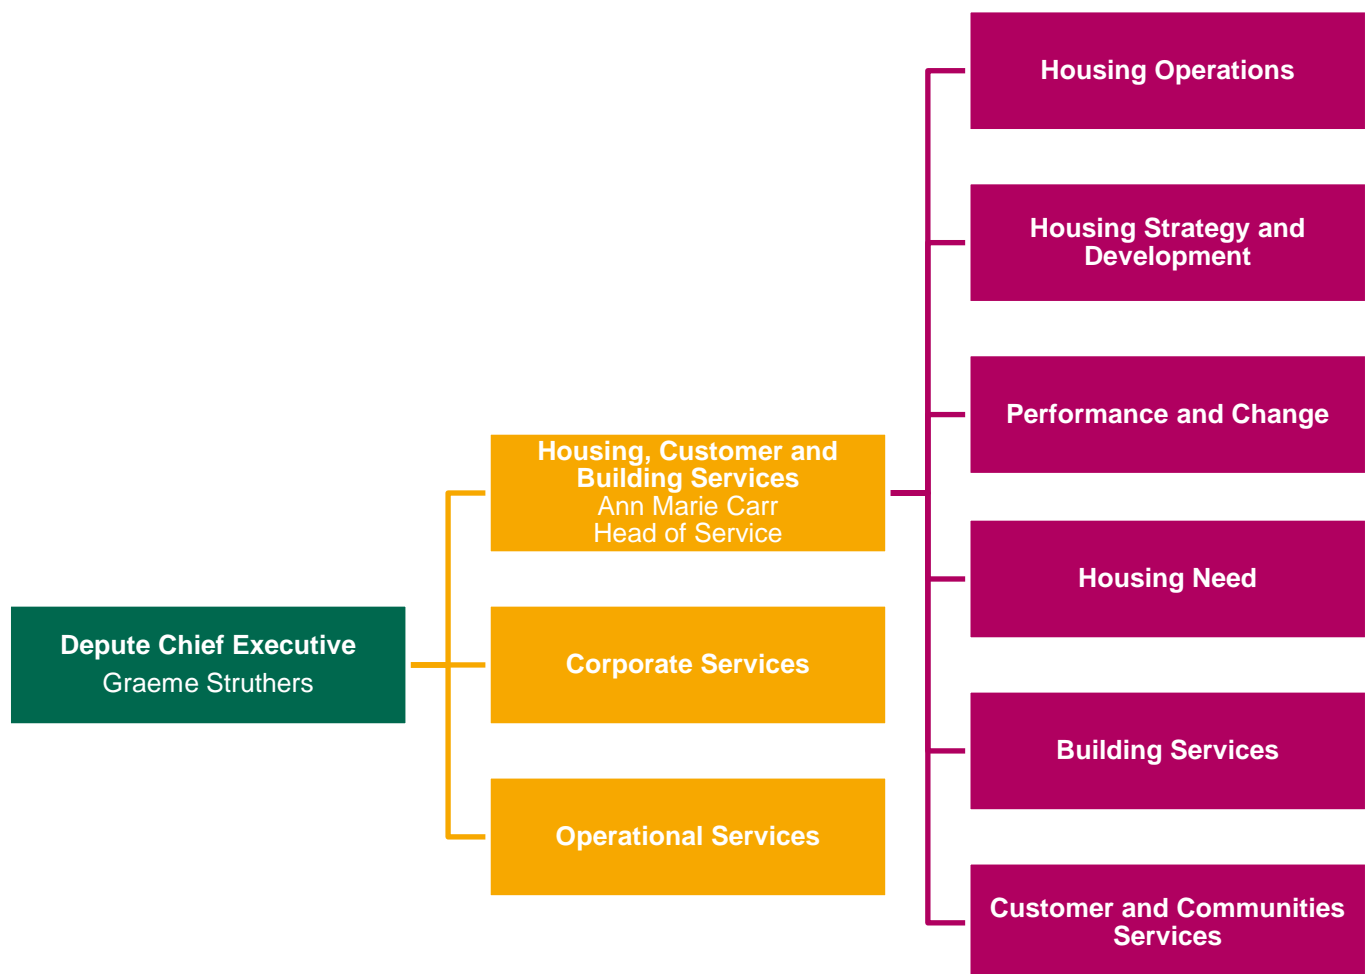 Depute Chief Executive
Graeme Struthers
Housing, Customer and
Building Services
Ann Marie Carr
Head of Service
Corporate Services
Operational Services
Housing Operations
Housing Strategy and
Development
Performance and Change
Housing Need
Building Services
Customer and Communities
Services